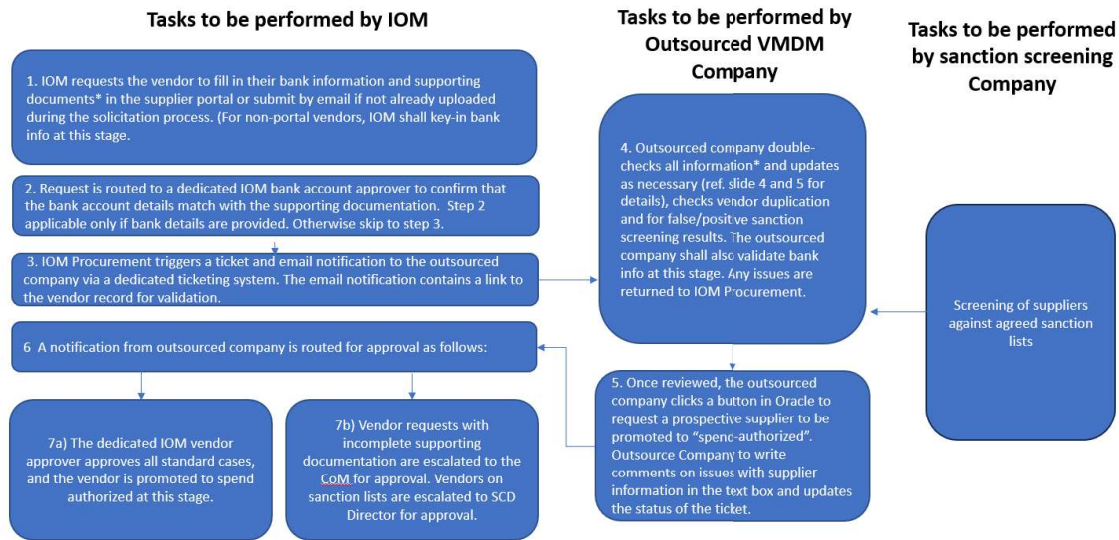 Tasks to be performed by IOM
1. IOM requests the vendor to fill in their bank information and supporting
documents* in the supplier portal or submit by email if not already uploaded
during the solicitation process. (For non-portal vendors, IOM shall key-in bank
info at this stage.
2. Request is routed to a dedicated IOM bank account approver to confirm that
the bank account details match with the supporting documentation. Step 2
applicable only if bank details are provided. Otherwise skip to step 3.
3. IOM Procurement triggers a ticket and email notification to the outsourced
company via a dedicated ticketing system. The email notification contains a link to
the vendor record for validation.
6 A notification from outsourced company is routed for approval as follows:
7a) The dedicated IOM vendor
approver approves all standard cases,
and the vendor is promoted to spend
authorized at this stage.
7b) Vendor requests with
incomplete supporting
documentation are escalated to the
CoM for approval. Vendors on
sanction lists are escalated to SCD
Director for approval.
Tasks to be performed by
Outsourced VMDM
Company
4. Outsourced company double-
checks all information* and updates
as necessary (ref. slide 4 and 5 for
details), checks vendor duplication
and for false/positive sanction
screening results. The outsourced
company shall also validate bank
info at this stage. Any issues are
returned to IOM Procurement.
5. Once reviewed, the outsourced
company clicks a button in Oracle to
request a prospective supplier to be
promoted to "spend-authorized".
Outsource Company to write
comments on issues with supplier
information in the text box and updates
the status of the ticket.
Tasks to be performed
by sanction screening
Company
Screening of suppliers
against agreed sanction
lists